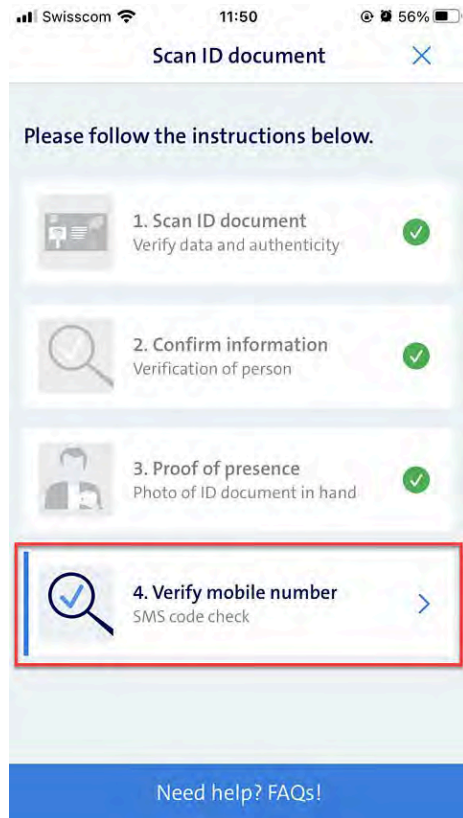 Swisscom 11:50 56%
Scan ID document
Please follow the instructions below.
1. Scan ID document
Verify data and authenticity
2. Confirm information
Verification of person
3. Proof of presence
Photo of ID document in hand
4. Verify mobile number
SMS code check
Need help? FAQs!